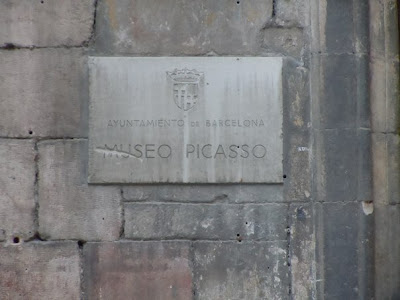 AYUNTAMIENTO DE BARCELONA
MUSEO PICASSO